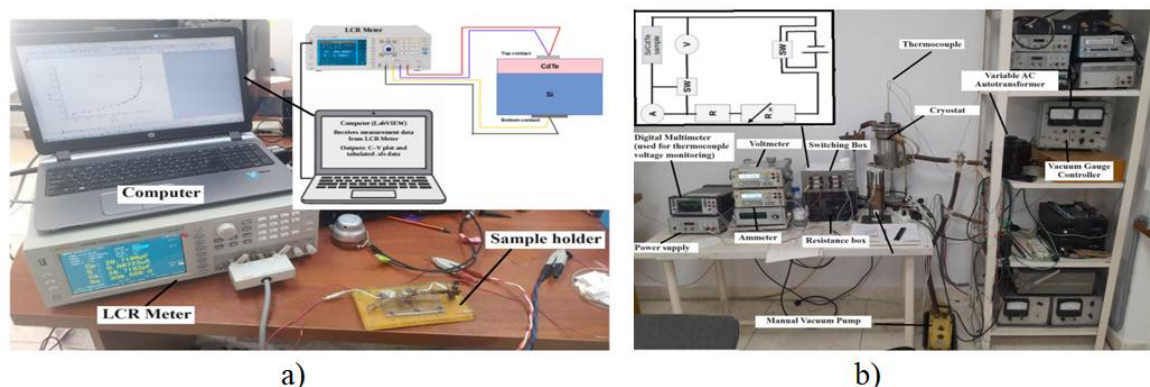 LCR Meter
Top contact
CdTe
Si
Bottom contact
Computer (LabVIEW)
Receives measurement data
from LCR Meter
Outputs: C–V plot and
tabulated .xls data
Computer
Sample holder
LCR Meter
a)
Si/CdTe
sample
V
SW
SW
A
R
Thermocouple
Variable AC
Autotransformer
Cryostat
Digital Multimeter
(used for thermocouple
voltage monitoring)
Voltmeter
Switching Box
Vacuum Gauge
Controller
Power supply
Ammeter
Resistance box
Manual Vacuum Pump
b)